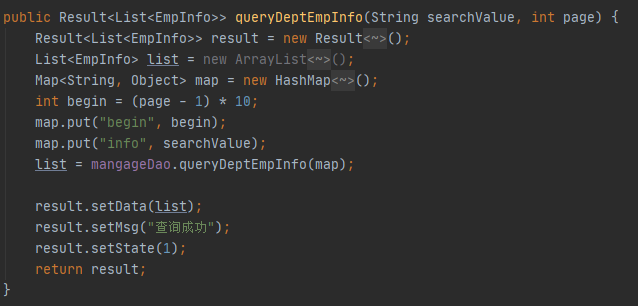 public Result<List<EmpInfo>> queryDeptEmpInfo(String searchValue, int page) {
    Result<List<EmpInfo>> result = new Result<~>();
    List<EmpInfo> list = new ArrayList<~>();
    Map<String, Object> map = new HashMap<~>();
    int begin = (page - 1) * 10;
    map.put("begin", begin);
    map.put("info", searchValue);
    list = mangageDao.queryDeptEmpInfo(map);

    result.setData(list);
    result.setMsg("查询成功");
    result.setState(1);
    return result;
}